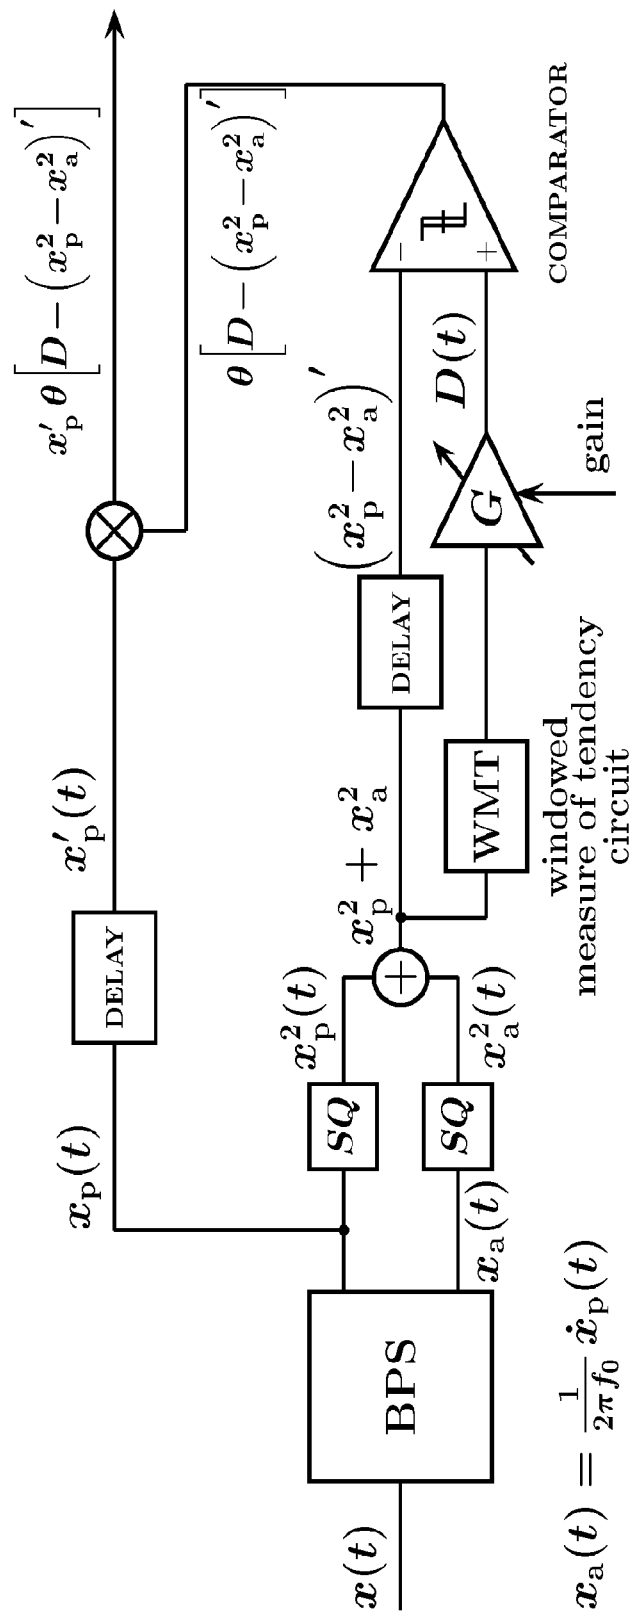 x(t)
BPS
x_p(t)
x_a(t)
SQ
SQ
x_p^2(t)
x_a^2(t)
+
x_p^2 + x_a^2
DELAY
x'_p(t)
WMT
windowed
measure of tendency
circuit
DELAY
(x_p^2 − x_a^2)'
G
gain
D(t)
−
+
COMPARATOR
θ[D − (x_p^2 − x_a^2)']
x'_p θ[D − (x_p^2 − x_a^2)']
x_a(t) = \frac{1}{2πf_0} ẋ_p(t)